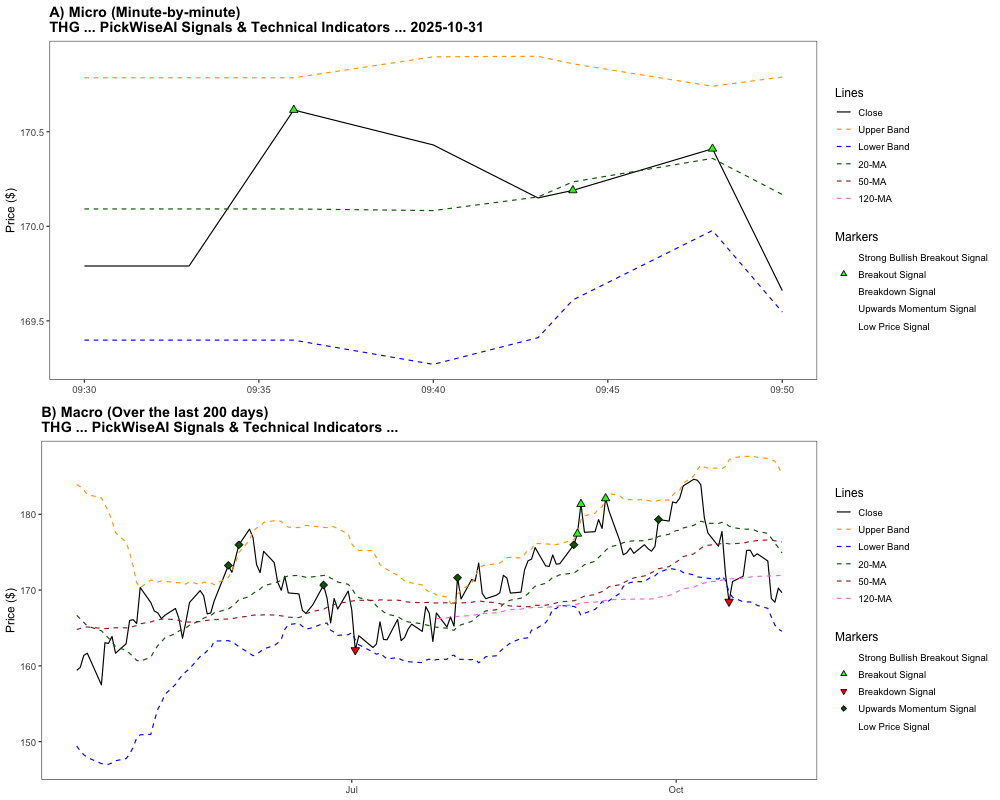 A) Micro (Minute-by-minute)
THG ... PickWiseAI Signals & Technical Indicators ... 2025-10-31
Price ($)
170.5
170.0
169.5
09:30
09:35
09:40
09:45
09:50
Lines
Close
Upper Band
Lower Band
20-MA
50-MA
120-MA
Markers
Strong Bullish Breakout Signal
Breakout Signal
Breakdown Signal
Upwards Momentum Signal
Low Price Signal
B) Macro (Over the last 200 days)
THG ... PickWiseAI Signals & Technical Indicators ...
Price ($)
180
170
160
150
Jul
Oct
Lines
Close
Upper Band
Lower Band
20-MA
50-MA
120-MA
Markers
Strong Bullish Breakout Signal
Breakout Signal
Breakdown Signal
Upwards Momentum Signal
Low Price Signal